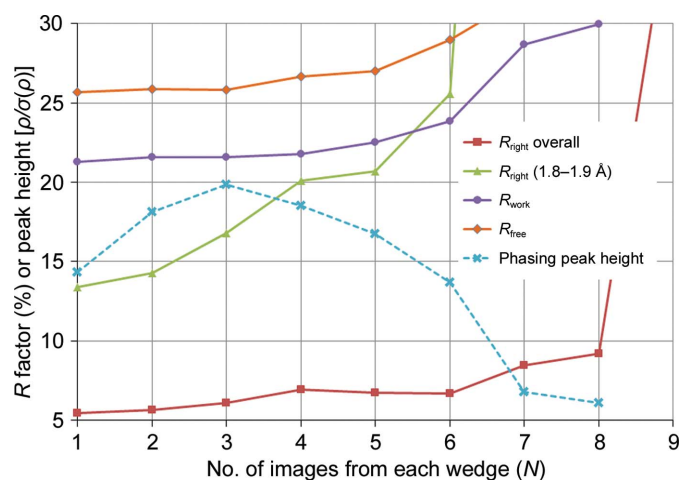 R factor (%) or peak height [ρ/σ(ρ)]
30
25
20
15
10
5
1 2 3 4 5 6 7 8 9
No. of images from each wedge (N)
Rright overall
Rright (1.8–1.9 Å)
Rwork
Rfree
Phasing peak height